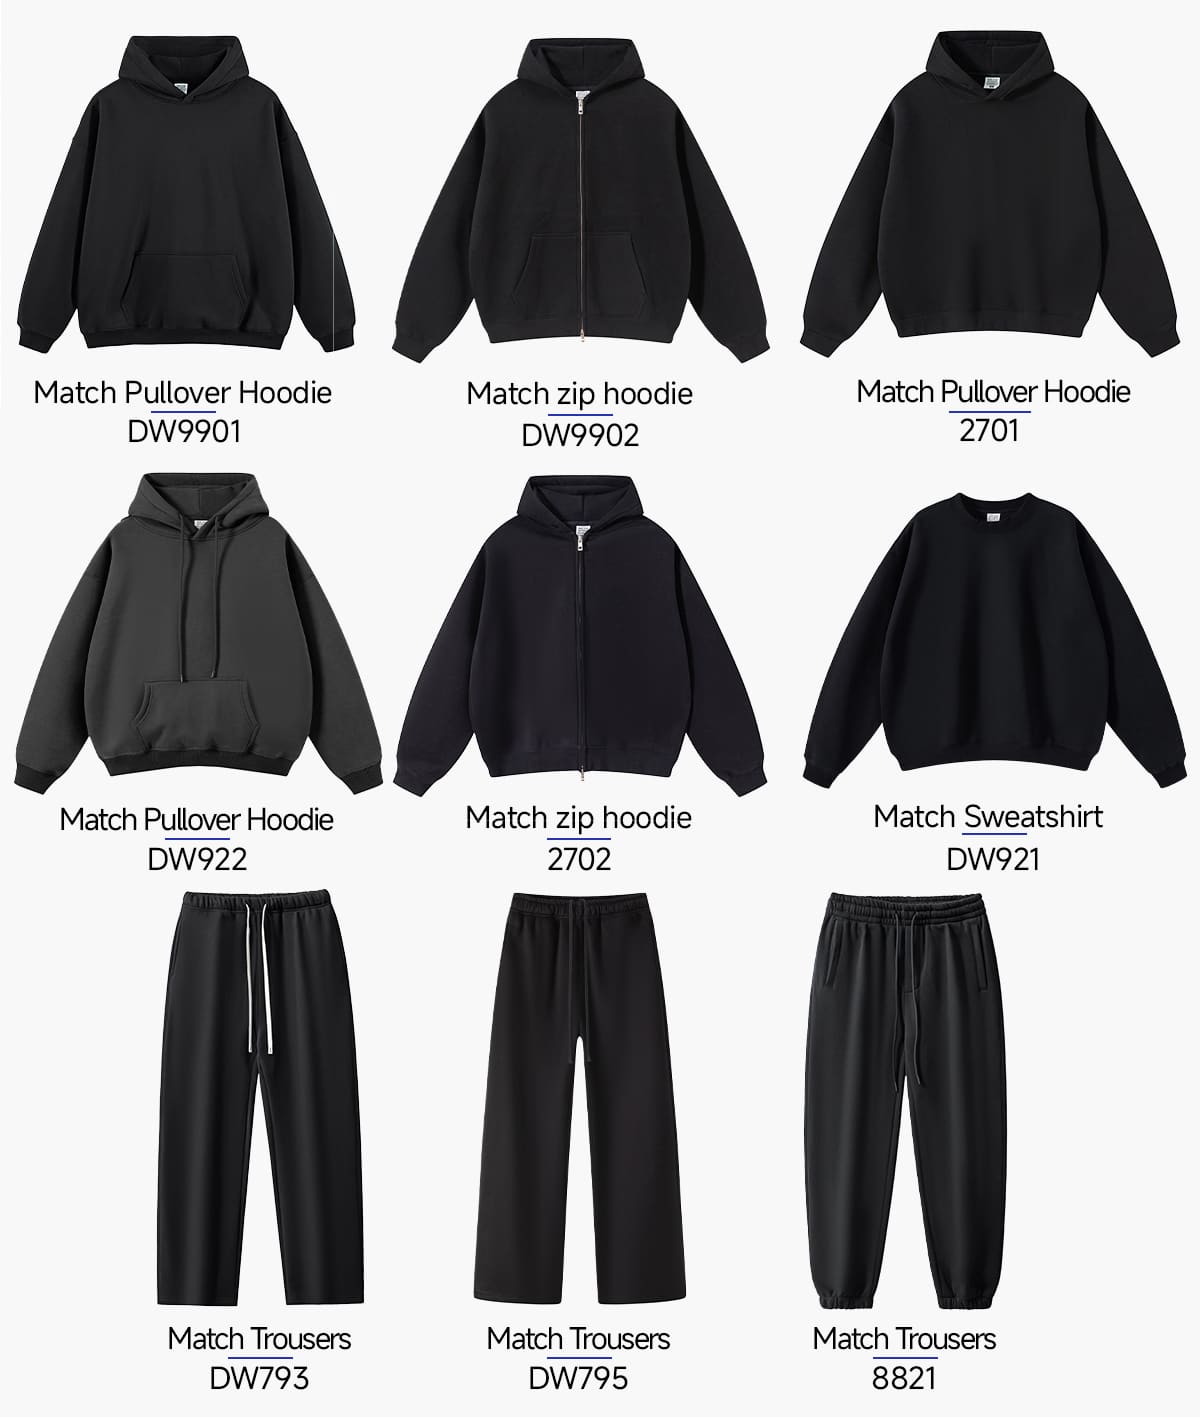 Match Pullover Hoodie
DW9901
Match zip hoodie
DW9902
Match Pullover Hoodie
2701
Match Pullover Hoodie
DW922
Match zip hoodie
2702
Match Sweatshirt
DW921
Match Trousers
DW793
Match Trousers
DW795
Match Trousers
8821